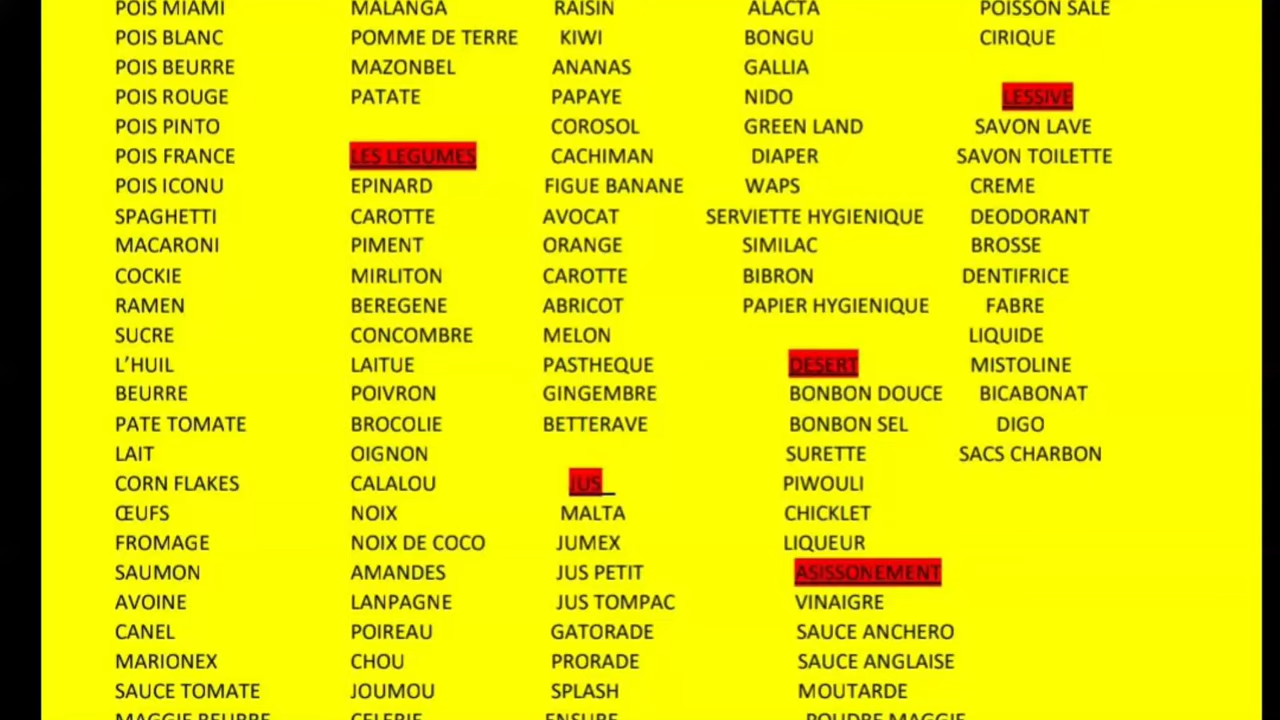 POIS MIAMI
POIS BLANC
POIS BEURRE
POIS ROUGE
POIS PINTO
POIS FRANCE
POIS ICONU
SPAGHETTI
MACARONI
COCKIE
RAMEN
SUCRE
L’HUIL
BEURRE
PATE TOMATE
LAIT
CORN FLAKES
ŒUFS
FROMAGE
SAUMON
AVOINE
CANEL
MARIONEX
SAUCE TOMATE
MAGGIE BEURRE
MALANGA
POMME DE TERRE
MAZONBEL
PATATE
LES LEGUMES
EPINARD
CAROTTE
PIMENT
MIRLITON
BEREGENE
CONCOMBRE
LAITUE
POIVRON
BROCOLIE
OIGNON
CALALOU
NOIX
NOIX DE COCO
AMANDES
LANPAGNE
POIREAU
CHOU
JOUMOU
CELERIE
RAISIN
KIWI
ANANAS
PAPAYE
COROSOL
CACHIMAN
FIGUE BANANE
AVOCAT
ORANGE
CAROTTE
ABRICOT
MELON
PASTHEQUE
GINGEMBRE
BETTERAVE
JUS
MALTA
JUMEX
JUS PETIT
JUS TOMPAC
GATORADE
PRORADE
SPLASH
ENSURE
ALACTA
BONGU
GALLIA
NIDO
GREEN LAND
DIAPER
WAPS
SERVIETTE HYGIENIQUE
SIMILAC
BIBRON
PAPIER HYGIENIQUE
DESERT
BONBON DOUCE
BONBON SEL
SURETTE
PIWOULI
CHICKLET
LIQUEUR
ASISSONEMENT
VINAIGRE
SAUCE ANCHERO
SAUCE ANGLAISE
MOUTARDE
POUDRE MAGGIE
POISSON SALE
CIRIQUE
LESSIVE
SAVON LAVE
SAVON TOILETTE
CREME
DEODORANT
BROSSE
DENTIFRICE
FABRE
LIQUIDE
MISTOLINE
BICABONAT
DIGO
SACS CHARBON